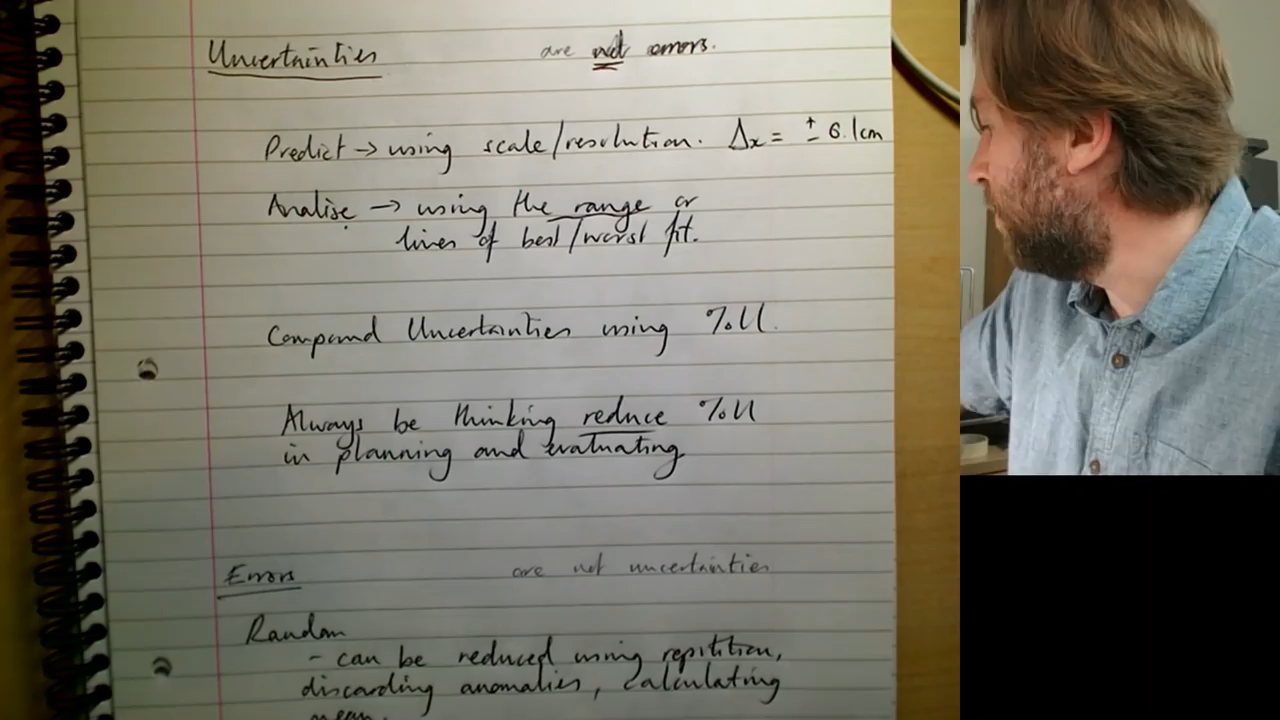 Uncertainties are not errors.
Predict → using scale/resolution. Δx = ± 0.1cm
Analise → using the range or
lines of best/worst fit.
Compound Uncertainties using %U.
Always be thinking reduce %U
in planning and evaluating
Errors are not uncertainties
Random
- can be reduced using repitition,
discarding anomalies, calculating
mean.